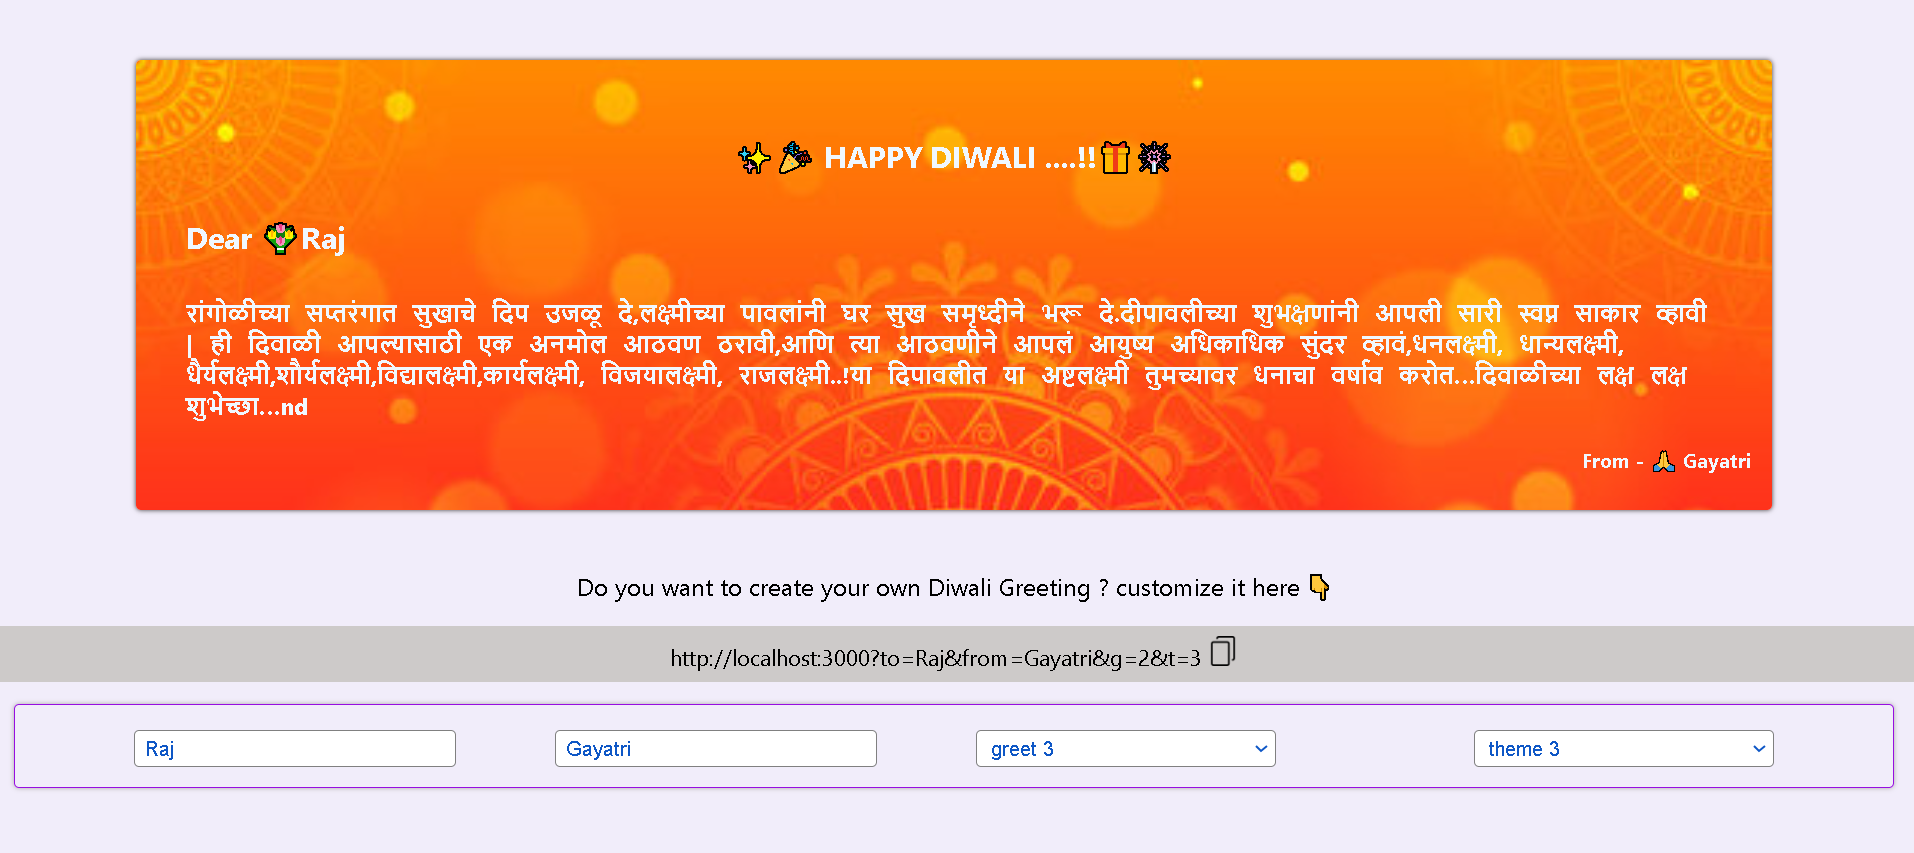 ✨🎉 HAPPY DIWALI ....!!🎁🎆
Dear 💐Raj
रांगोळीच्या सप्तरंगात सुखाचे दिप उजळू दे,लक्ष्मीच्या पावलांनी घर सुख समृध्दीने भरू दे.दीपावलीच्या शुभक्षणांनी आपली सारी स्वप्न साकार व्हावी
| ही दिवाळी आपल्यासाठी एक अनमोल आठवण ठरावी,आणि त्या आठवणीने आपलं आयुष्य अधिकाधिक सुंदर व्हावं,धनलक्ष्मी, धान्यलक्ष्मी,
धैर्यलक्ष्मी,शौर्यलक्ष्मी,विद्यालक्ष्मी,कार्यलक्ष्मी, विजयालक्ष्मी, राजलक्ष्मी..!या दिपावलीत या अष्टलक्ष्मी तुमच्यावर धनाचा वर्षाव करोत...दिवाळीच्या लक्ष लक्ष
शुभेच्छा...nd
From - 🙏 Gayatri
Do you want to create your own Diwali Greeting ? customize it here 👇
http://localhost:3000?to=Raj&from=Gayatri&g=2&t=3
Raj
Gayatri
greet 3
theme 3